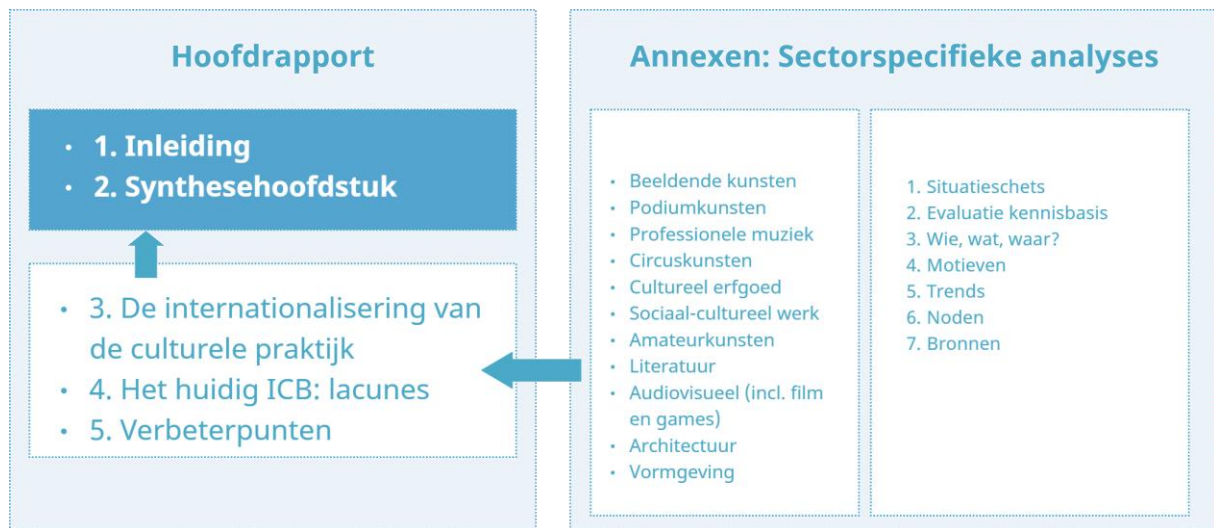 Hoofdrapport
• 1. Inleiding
• 2. Synthesehoofdstuk
• 3. De internationalisering van
de culturele praktijk
• 4. Het huidig ICB: lacunes
• 5. Verbeterpunten
Annexen: Sectorspecifieke analyses
• Beeldende kunsten
• Podiumkunsten
• Professionele muziek
• Circuskunsten
• Cultureel erfgoed
• Sociaal-cultureel werk
• Amateurkunsten
• Literatuur
• Audiovisueel (incl. film
en games)
• Architectuur
• Vormgeving
1. Situatieschets
2. Evaluatie kennisbasis
3. Wie, wat, waar?
4. Motieven
5. Trends
6. Noden
7. Bronnen